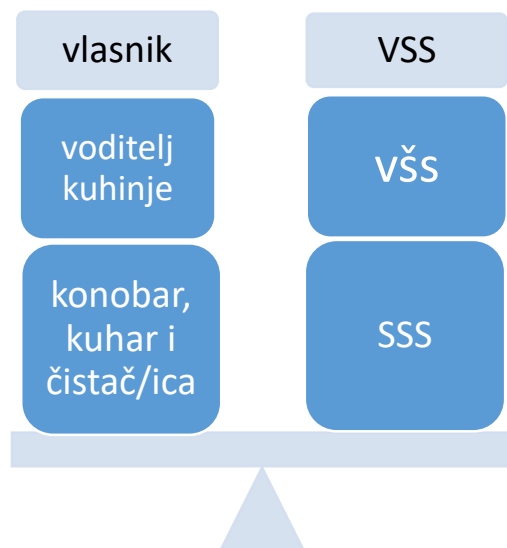 vlasnik
VSS
voditelj
kuhinje
všs
konobar,
kuhar i
čistač/ica
SSS